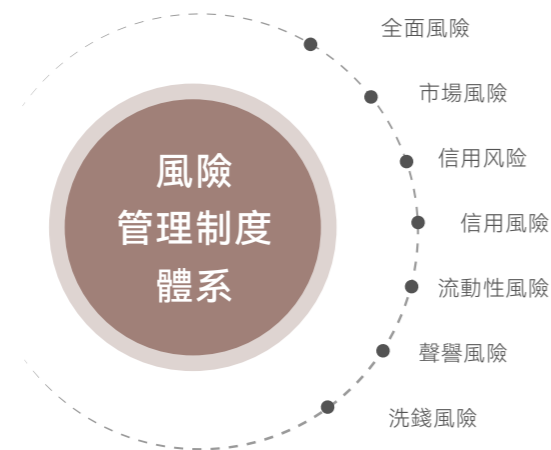 風險
管理制度
體系
全面風險
市場風險
信用风险
信用風險
流動性風險
聲譽風險
洗錢風險